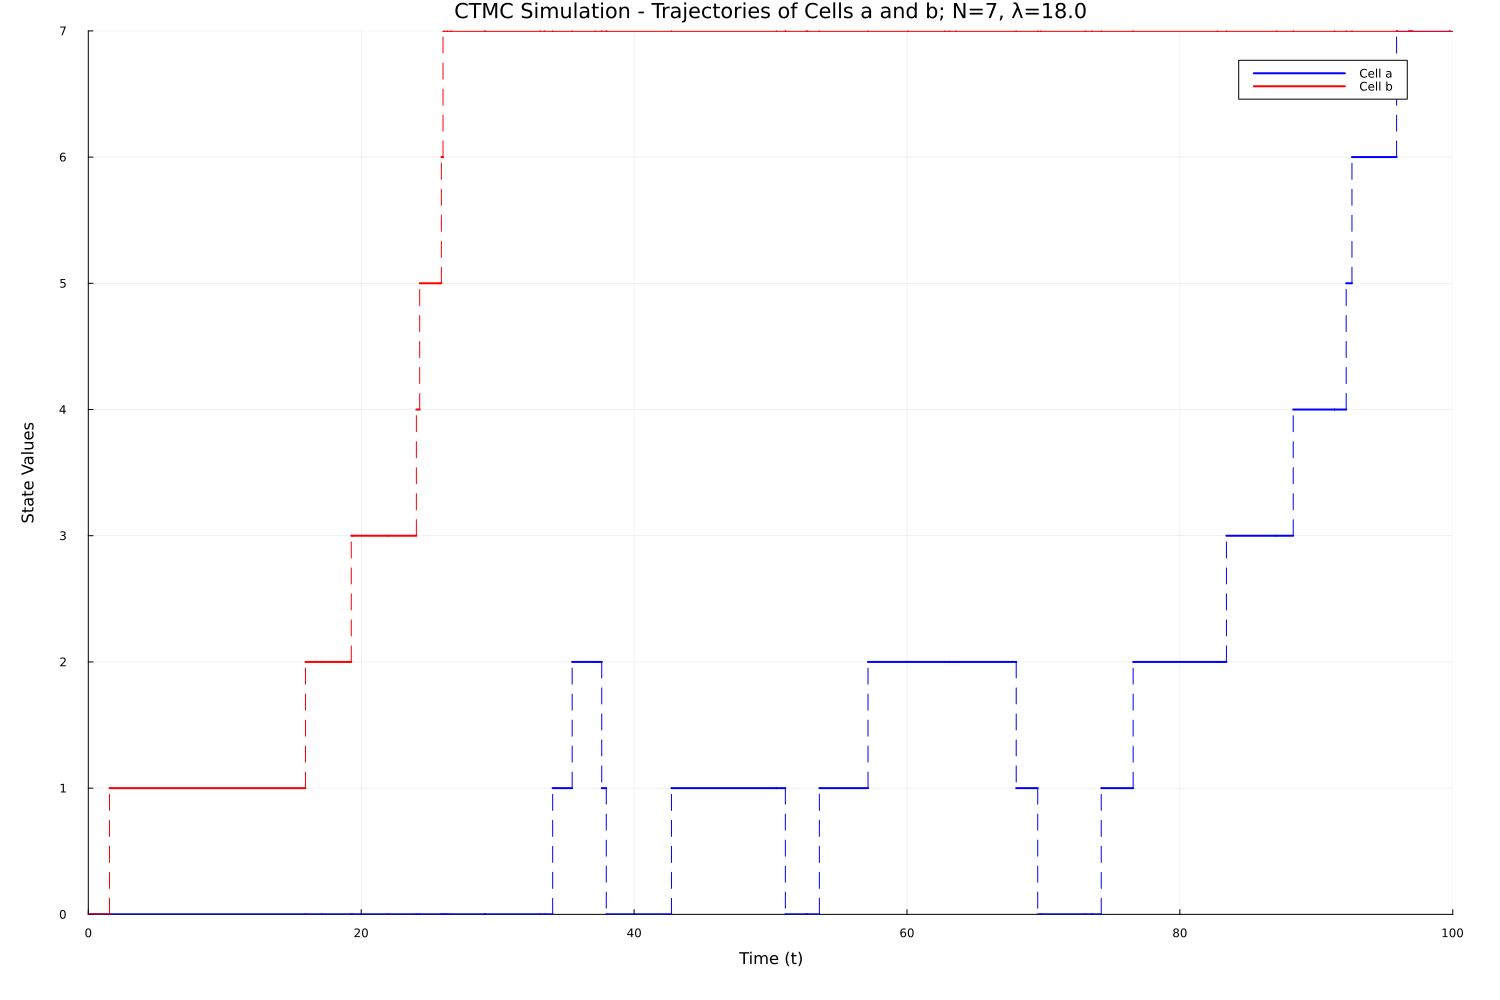 CTMC Simulation - Trajectories of Cells a and b; N=7, λ=18.0
7
Cell a
Cell b
6
5
4
State Values
3
2
1
0
0 20 40 60 80 100
Time (t)